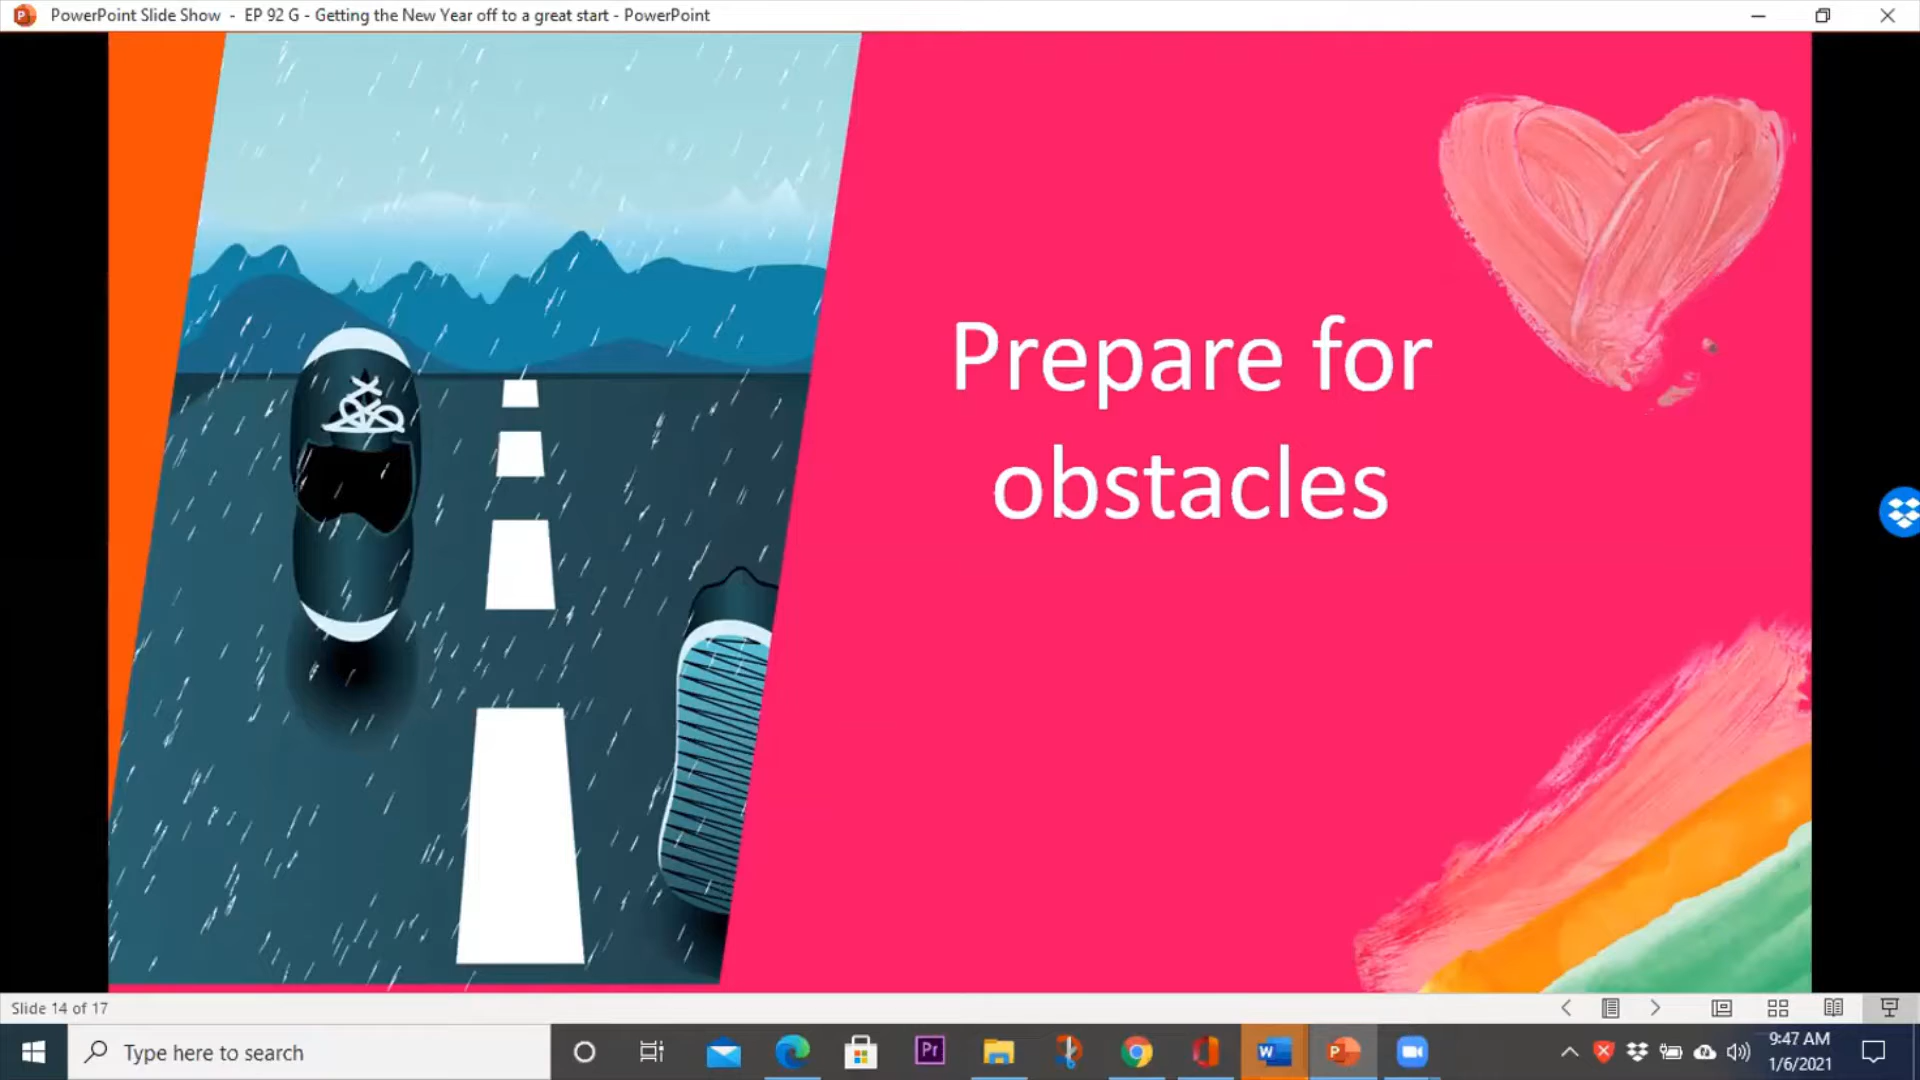 PowerPoint Slide Show - EP 92 G - Getting the New Year off to a great start - PowerPoint
Prepare for
obstacles
Slide 14 of 17
Type here to search
Pr
9:47 AM
1/6/2021